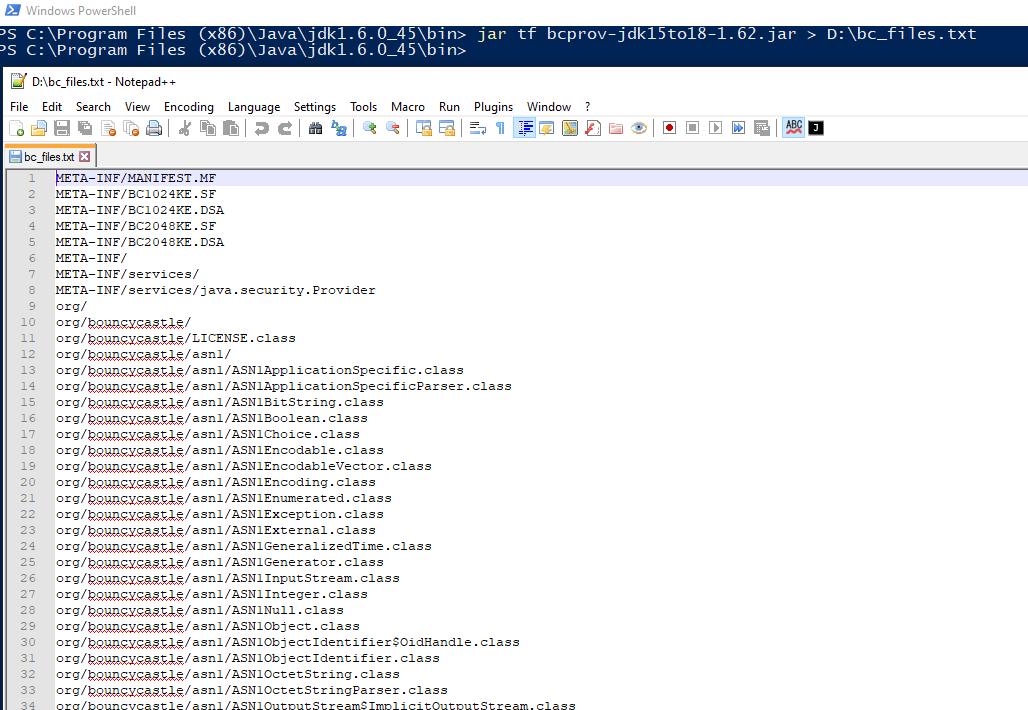 Windows PowerShell
PS C:\Program Files (x86)\Java\jdk1.6.0_45\bin> jar tf bcprov-jdk15to18-1.62.jar > D:\bc_files.txt
PS C:\Program Files (x86)\Java\jdk1.6.0_45\bin>
D:\bc_files.txt - Notepad++
File Edit Search View Encoding Language Settings Tools Macro Run Plugins Window ?
ABC J
bc_files.txt
1 META-INF/MANIFEST.MF
2 META-INF/BC1024KE.SF
3 META-INF/BC1024KE.DSA
4 META-INF/BC2048KE.SF
5 META-INF/BC2048KE.DSA
6 META-INF/
7 META-INF/services/
8 META-INF/services/java.security.Provider
9 org/
10 org/bouncycastle/
11 org/bouncycastle/LICENSE.class
12 org/bouncycastle/asn1/
13 org/bouncycastle/asn1/ASN1ApplicationSpecific.class
14 org/bouncycastle/asn1/ASN1ApplicationSpecificParser.class
15 org/bouncycastle/asn1/ASN1BitString.class
16 org/bouncycastle/asn1/ASN1Boolean.class
17 org/bouncycastle/asn1/ASN1Choice.class
18 org/bouncycastle/asn1/ASN1Encodable.class
19 org/bouncycastle/asn1/ASN1EncodableVector.class
20 org/bouncycastle/asn1/ASN1Encoding.class
21 org/bouncycastle/asn1/ASN1Enumerated.class
22 org/bouncycastle/asn1/ASN1Exception.class
23 org/bouncycastle/asn1/ASN1External.class
24 org/bouncycastle/asn1/ASN1GeneralizedTime.class
25 org/bouncycastle/asn1/ASN1Generator.class
26 org/bouncycastle/asn1/ASN1InputStream.class
27 org/bouncycastle/asn1/ASN1Integer.class
28 org/bouncycastle/asn1/ASN1Null.class
29 org/bouncycastle/asn1/ASN1Object.class
30 org/bouncycastle/asn1/ASN1ObjectIdentifier$OidHandle.class
31 org/bouncycastle/asn1/ASN1ObjectIdentifier.class
32 org/bouncycastle/asn1/ASN1OctetString.class
33 org/bouncycastle/asn1/ASN1OctetStringParser.class
34 org/bouncycastle/asn1/ASN1OutputStream$ImplicitOutputStream.class